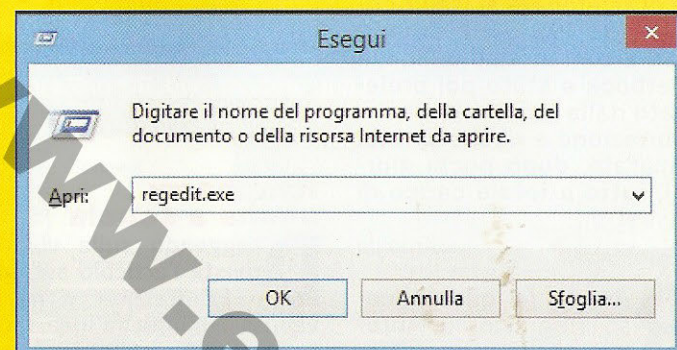 Esegui
Digitare il nome del programma, della cartella, del
documento o della risorsa Internet da aprire.
Apri: regedit.exe
OK Annulla Sfoglia...